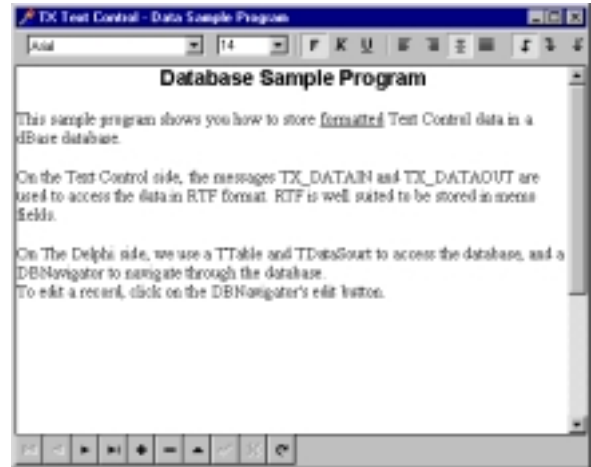 TX Text Control - Data Sample Program
Arial 14 F K U
Database Sample Program
This sample program shows you how to store formatted Text Control data in a
dBase database.
On the Text Control side, the messages TX_DATAIN and TX_DATAOUT are
used to access the data in RTF format. RTF is well suited to be stored in memo
fields.
On The Delphi side, we use a TTable and TDataSourt to access the database, and a
DBNavigator to navigate through the database.
To edit a record, click on the DBNavigator's edit button.